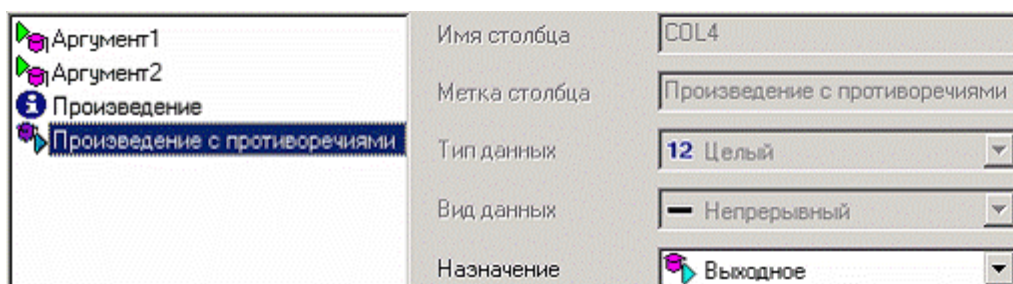 Аргумент1
Аргумент2
Произведение
Произведение с противоречиями
Имя столбца COL4
Метка столбца Произведение с противоречиями
Тип данных 12 Целый
Вид данных Непрерывный
Назначение Выходное